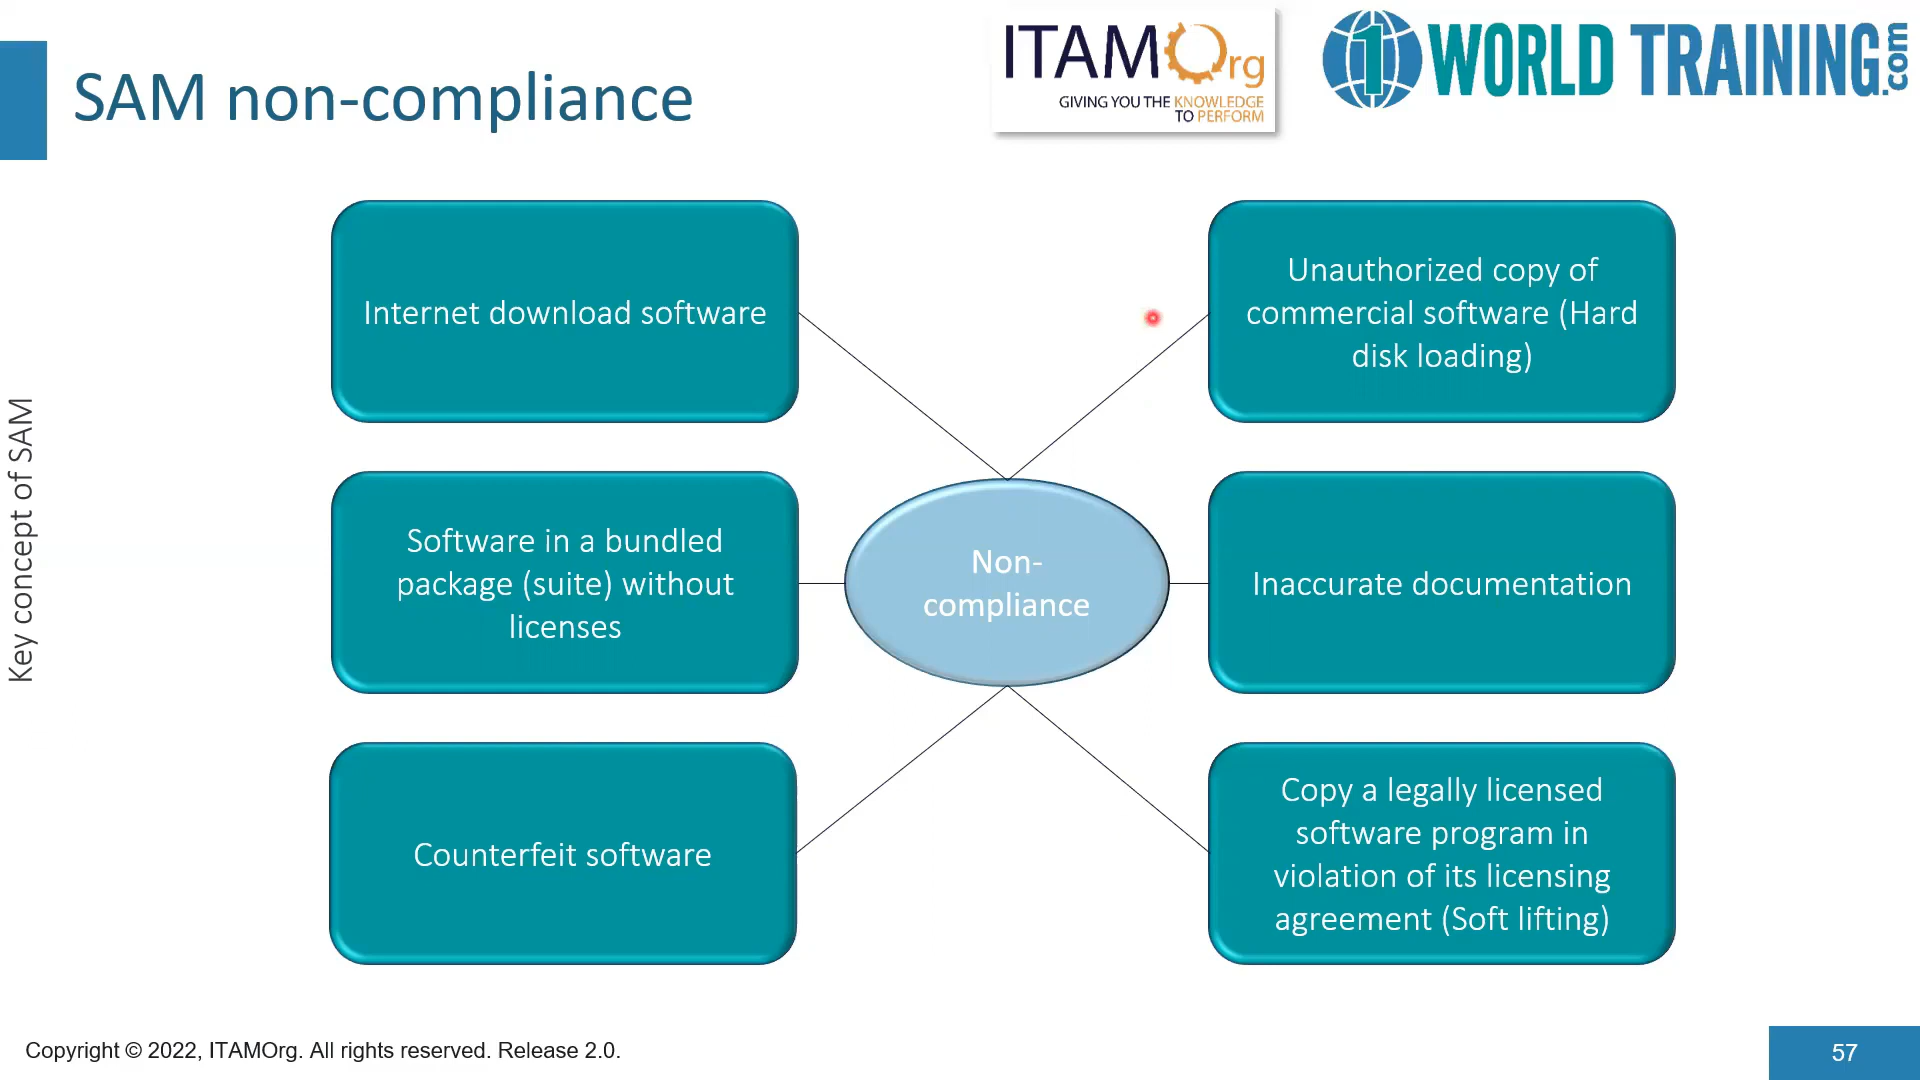 SAM non-compliance
ITAMOrg
GIVING YOU THE KNOWLEDGE
TO PERFORM
1 WORLD TRAINING.com
Key concept of SAM
Internet download software
Unauthorized copy of
commercial software (Hard
disk loading)
Software in a bundled
package (suite) without
licenses
Non-
compliance
Inaccurate documentation
Counterfeit software
Copy a legally licensed
software program in
violation of its licensing
agreement (Soft lifting)
Copyright © 2022, ITAMOrg. All rights reserved. Release 2.0.
57